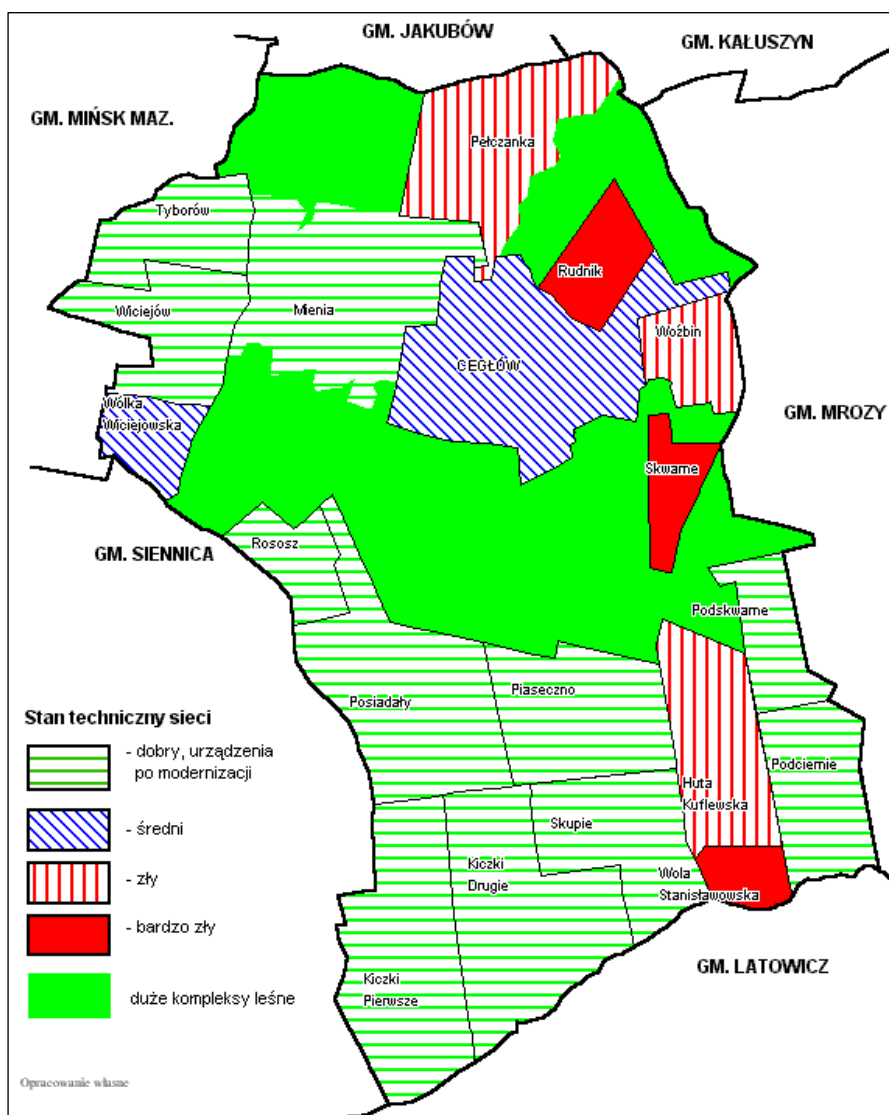 GM. JAKUBÓW
GM. KAŁUSZYN
GM. MIŃSK MAZ.
Pełczanka
Tyborów
Rudnik
Wiciejów
Mienia
Woźbin
CEGŁÓW
Wólka
Wiciejowska
GM. MROZY
Skwarne
Rososz
GM. SIENNICA
Podskwarne
Piaseczno
Posiadały
Stan techniczny sieci
- dobry, urządzenia
po modernizacji
Podciernie
Huta
Kuflewska
- średni
Skupie
Kiczki
Drugie
Wola
Stanisławowska
- zły
- bardzo zły
GM. LATOWICZ
Kiczki
Pierwsze
duże kompleksy leśne
Opracowanie własne